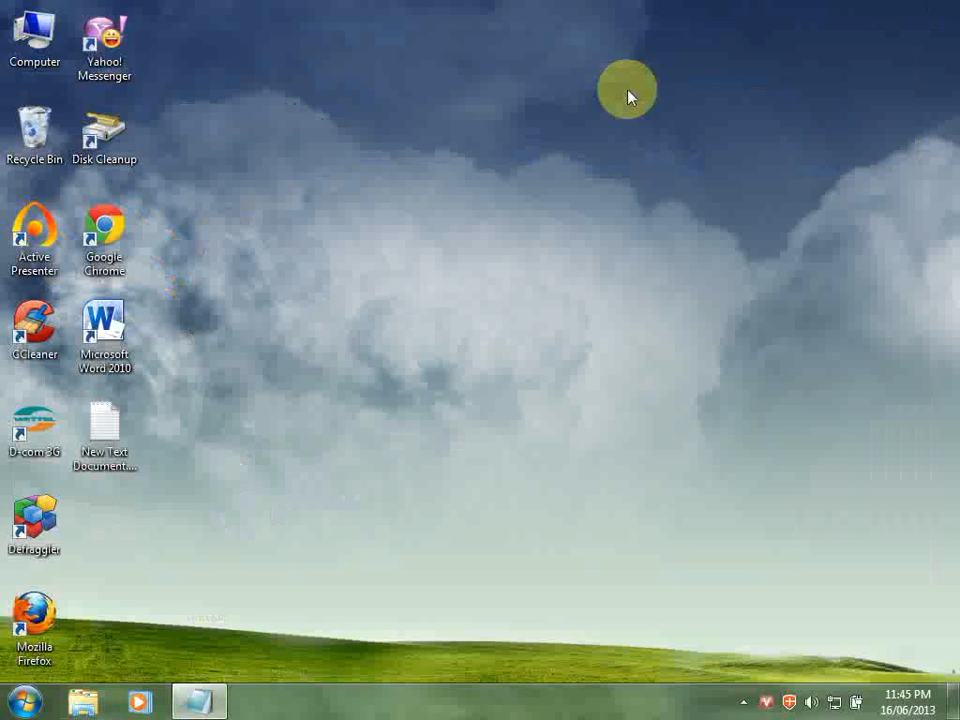 Computer
Yahoo!
Messenger
Recycle Bin
Disk Cleanup
Active
Presenter
Google
Chrome
CCleaner
Microsoft
Word 2010
D-com 3G
New Text
Document....
Defraggler
Mozilla
Firefox
11:45 PM
16/06/2013